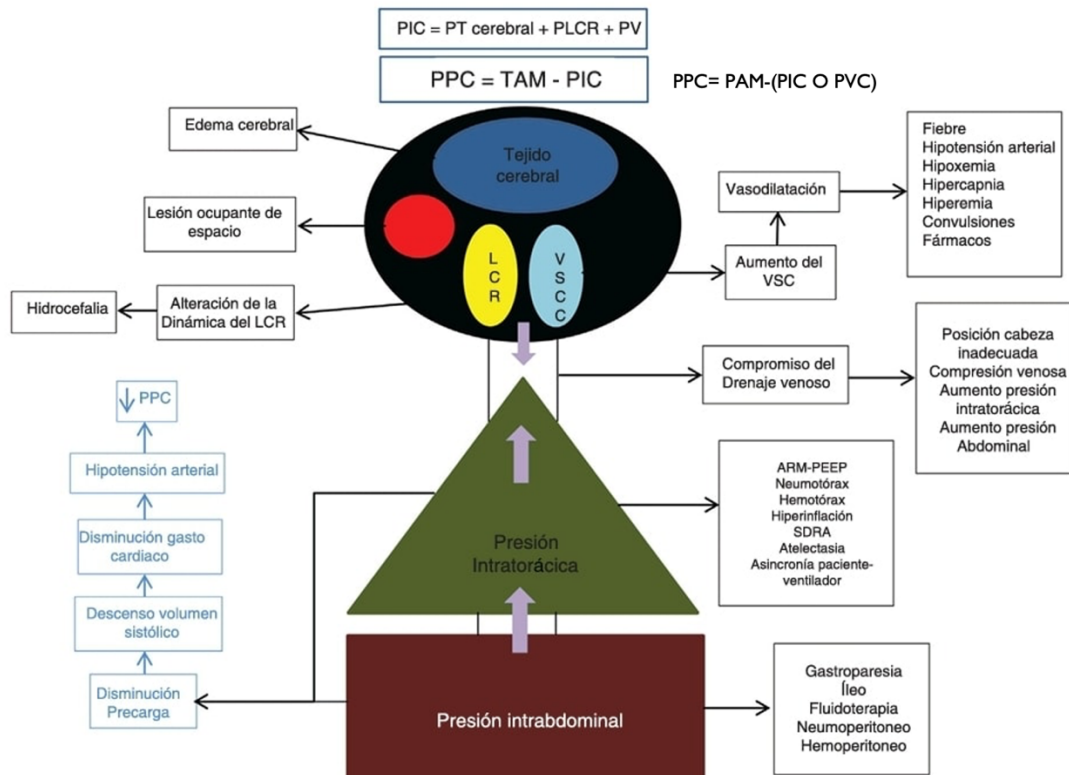 PIC = PT cerebral + PLCR + PV
PPC = TAM - PIC
PPC= PAM-(PIC O PVC)
Edema cerebral
Tejido
cerebral
Lesión ocupante de
espacio
L
C
R
V
S
C
C
Hidrocefalia
Alteración de la
Dinámica del LCR
Vasodilatación
Aumento del
VSC
Fiebre
Hipotensión arterial
Hipoxemia
Hipercapnia
Hiperemia
Convulsiones
Fármacos
Compromiso del
Drenaje venoso
Posición cabeza
inadecuada
Compresión venosa
Aumento presión
intratorácica
Aumento presión
Abdominal
↓ PPC
Hipotensión arterial
Disminución gasto
cardiaco
Descenso volumen
sistólico
Disminución
Precarga
Presión
Intratorácica
ARM-PEEP
Neumotórax
Hemotórax
Hiperinflación
SDRA
Atelectasia
Asincronía paciente-
ventilador
Presión intrabdominal
Gastroparesia
Íleo
Fluidoterapia
Neumoperitoneo
Hemoperitoneo